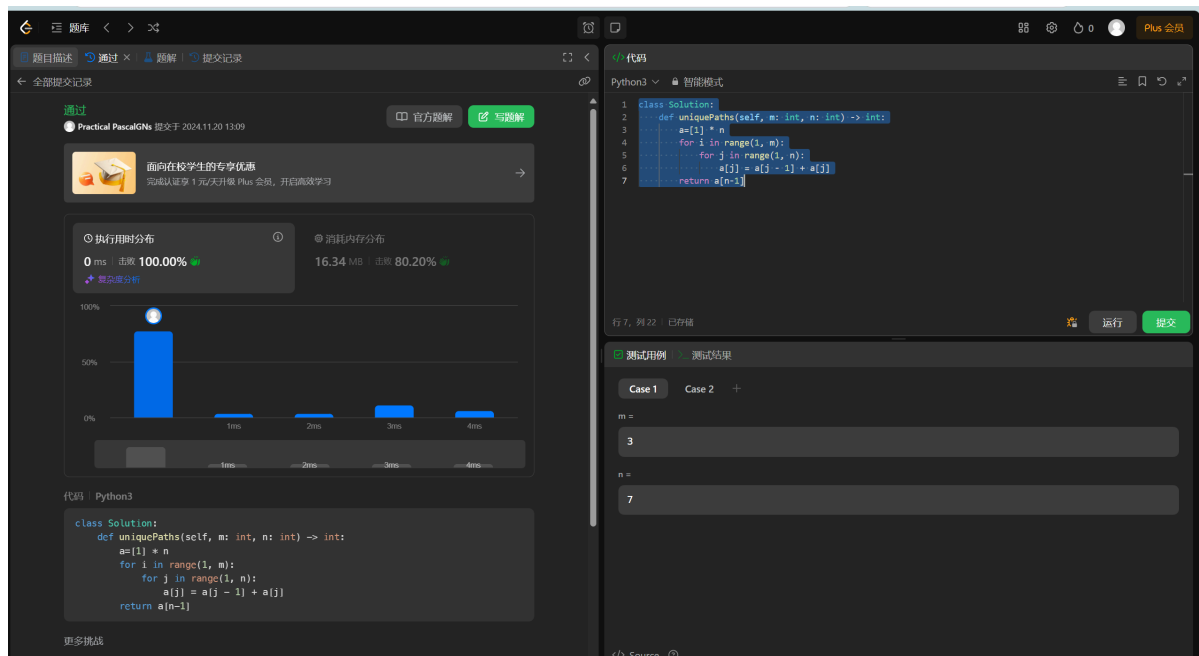 题库
0
Plus 会员
题目描述 通过 × 题解 提交记录
全部提交记录
通过
Practical PascalGNs 提交于 2024.11.20 13:09
官方题解
写题解
面向在校学生的专享优惠
完成认证享 1 元/天升级 Plus 会员，开启高效学习
执行用时分布
0 ms 击败 100.00%
复杂度分析
消耗内存分布
16.34 MB 击败 80.20%
100%
50%
0%
1ms 2ms 3ms 4ms
1ms 2ms 3ms 4ms
代码 Python3
class Solution:
def uniquePaths(self, m: int, n: int) -> int:
a=[1] * n
for i in range(1, m):
for j in range(1, n):
a[j] = a[j - 1] + a[j]
return a[n-1]
更多挑战
</>代码
Python3 智能模式
1 class Solution:
2 def uniquePaths(self, m: int, n: int) -> int:
3 a=[1] * n
4 for i in range(1, m):
5 for j in range(1, n):
6 a[j] = a[j - 1] + a[j]
7 return a[n-1]
行 7, 列 22 已存储
运行
提交
测试用例 >_ 测试结果
Case 1 Case 2 +
m =
3
n =
7
</> Source ?